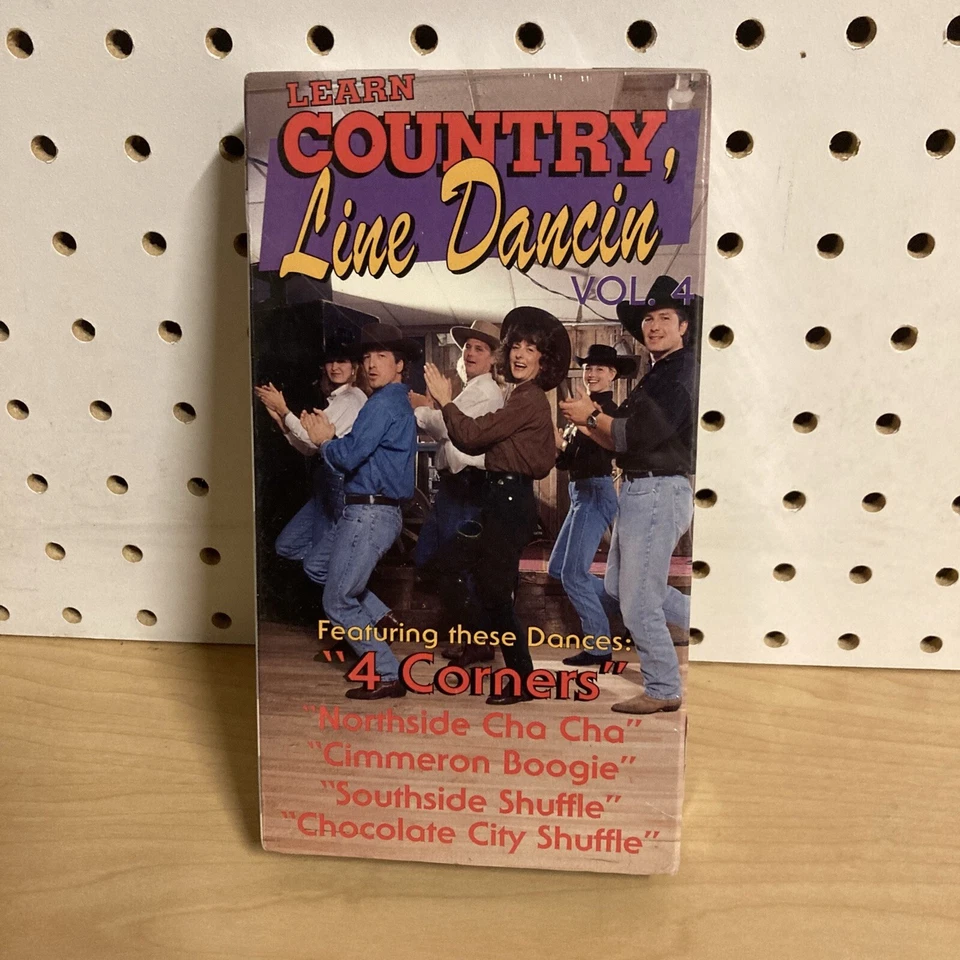 LEARN
COUNTRY,
Line Dancin
VOL. 4
Featuring these Dances:
"4 Corners"
"Northside Cha Cha"
"Cimmeron Boogie"
"Southside Shuffle"
"Chocolate City Shuffle"